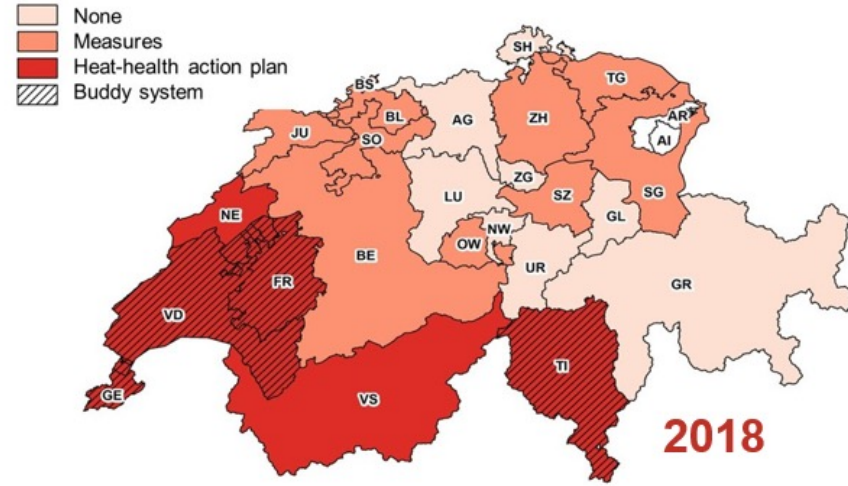 None
Measures
Heat-health action plan
Buddy system
SH
TG
BS
AR
BL
AG
ZH
JU
SO
AI
ZG
LU
SZ
SG
NE
GL
NW
OW
BE
UR
FR
GR
VD
TI
GE
VS
2018